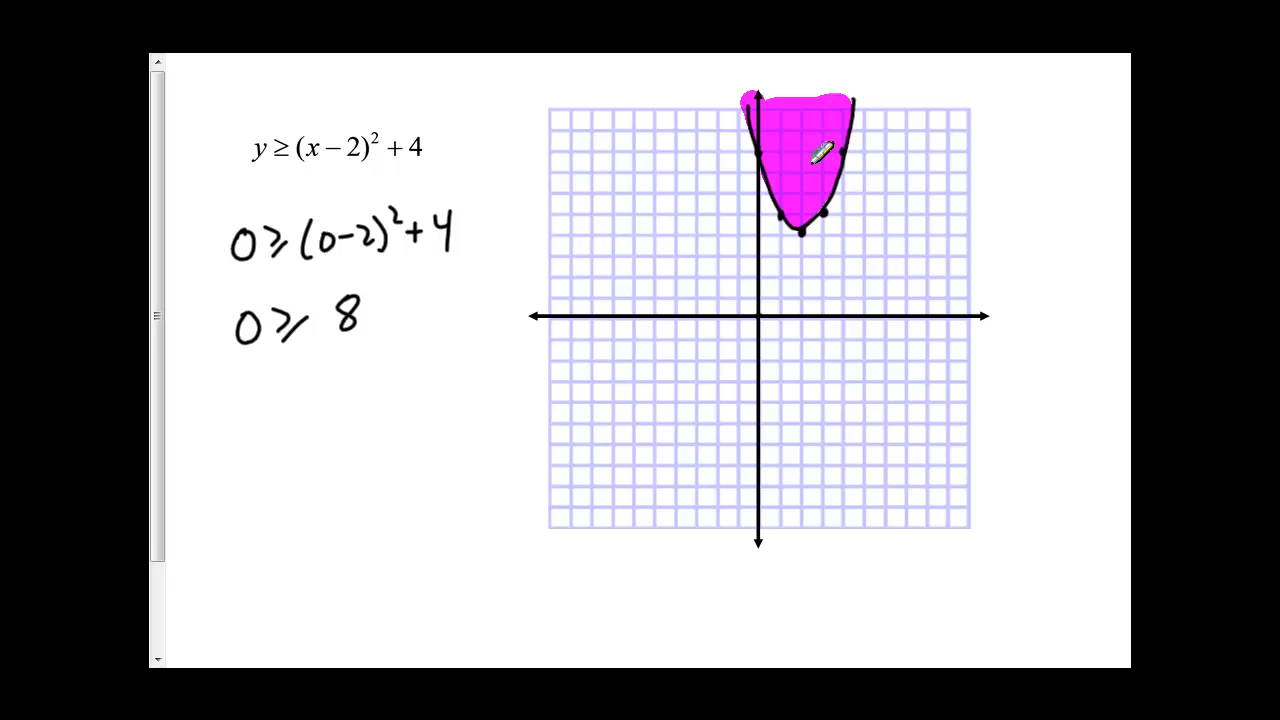 y ≥ (x − 2)² + 4
0 ≥ (0-2)² + 4
0 ≥ 8